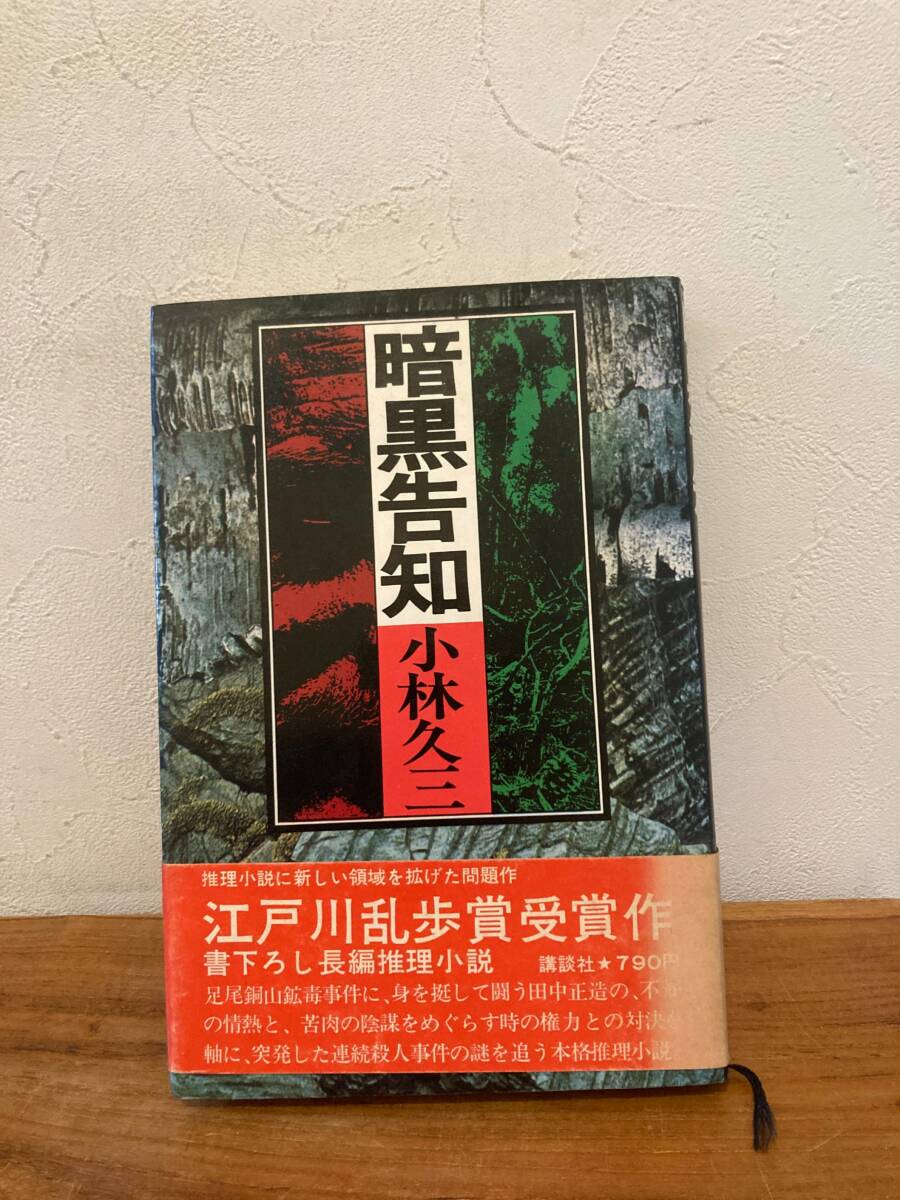 暗黒告知
小林久三
推理小説に新しい領域を拡げた問題作
江戸川乱歩賞受賞作
書下ろし長編推理小説 講談社★790円
足尾銅山鉱毒事件に、身を挺して闘う田中正造の、不
の情熱と、苦肉の陰謀をめぐらす時の権力との対決
軸に、突発した連続殺人事件の謎を追う本格推理小説